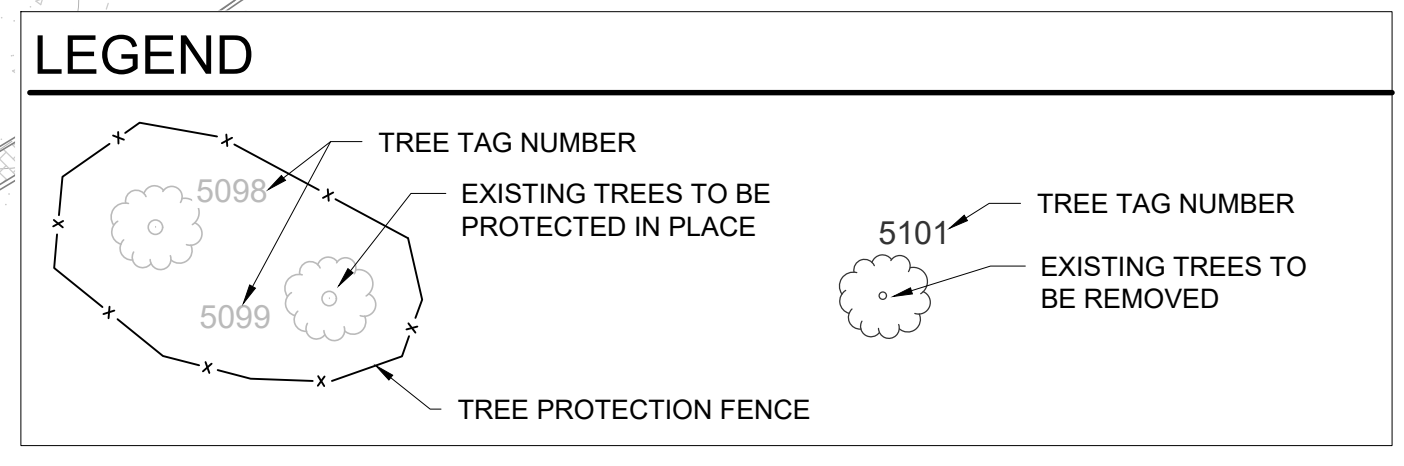 LEGEND
5098
TREE TAG NUMBER
EXISTING TREES TO BE
PROTECTED IN PLACE
5099
TREE PROTECTION FENCE
5101
TREE TAG NUMBER
EXISTING TREES TO
BE REMOVED